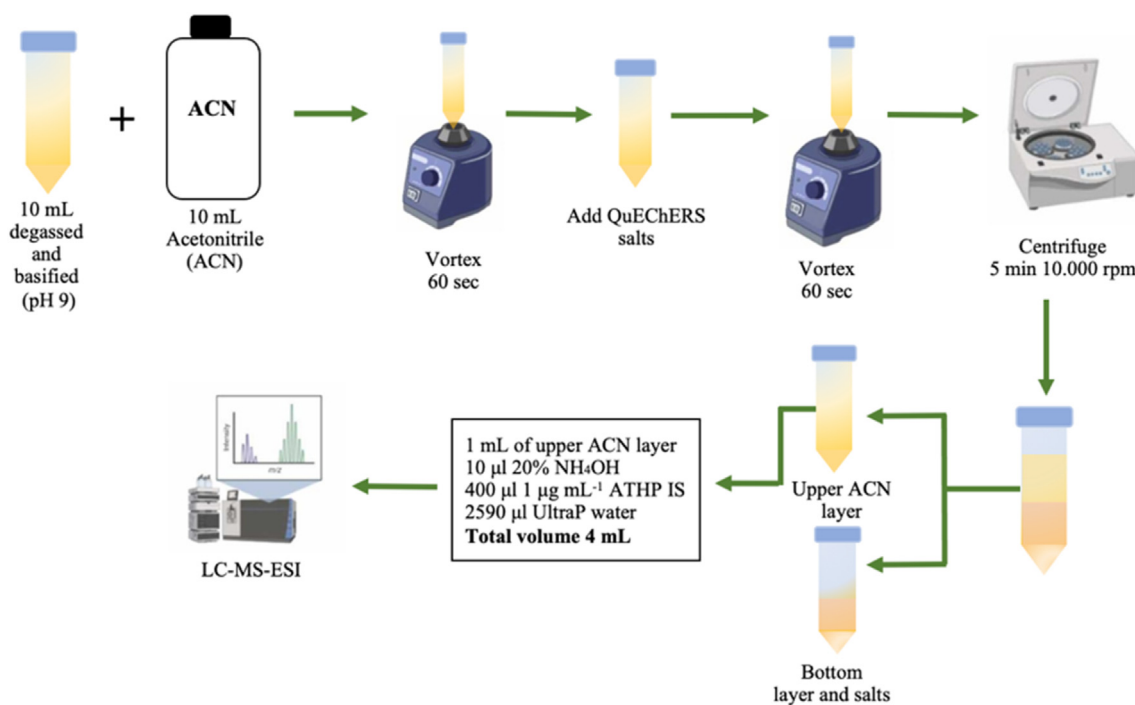 ACN
10 mL
degassed
and
basified
(pH 9)
+
10 mL
Acetonitrile
(ACN)
Vortex
60 sec
Add QuEChERS
salts
Vortex
60 sec
Centrifuge
5 min 10.000 rpm
Upper ACN
layer
Bottom
layer and salts
1 mL of upper ACN layer
10 µl 20% NH₄OH
400 µl 1 µg mL⁻¹ ATHP IS
2590 µl UltraP water
Total volume 4 mL
Intensity
m/z
LC-MS-ESI